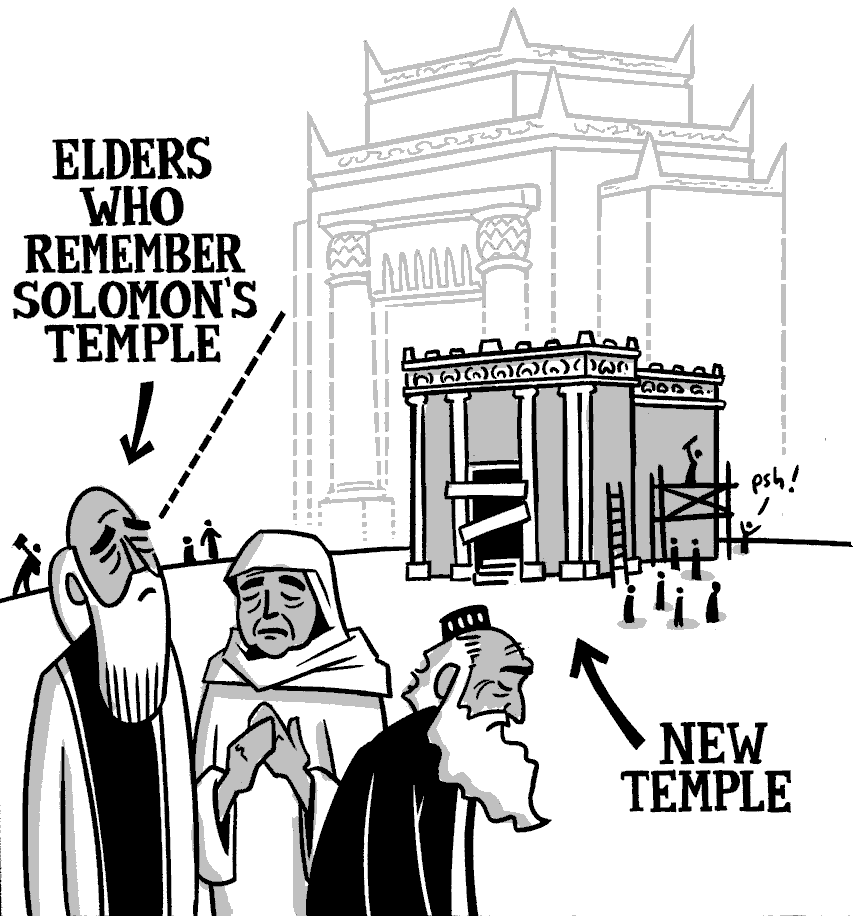 ELDERS
WHO
REMEMBER
SOLOMON'S
TEMPLE
psh!
NEW
TEMPLE